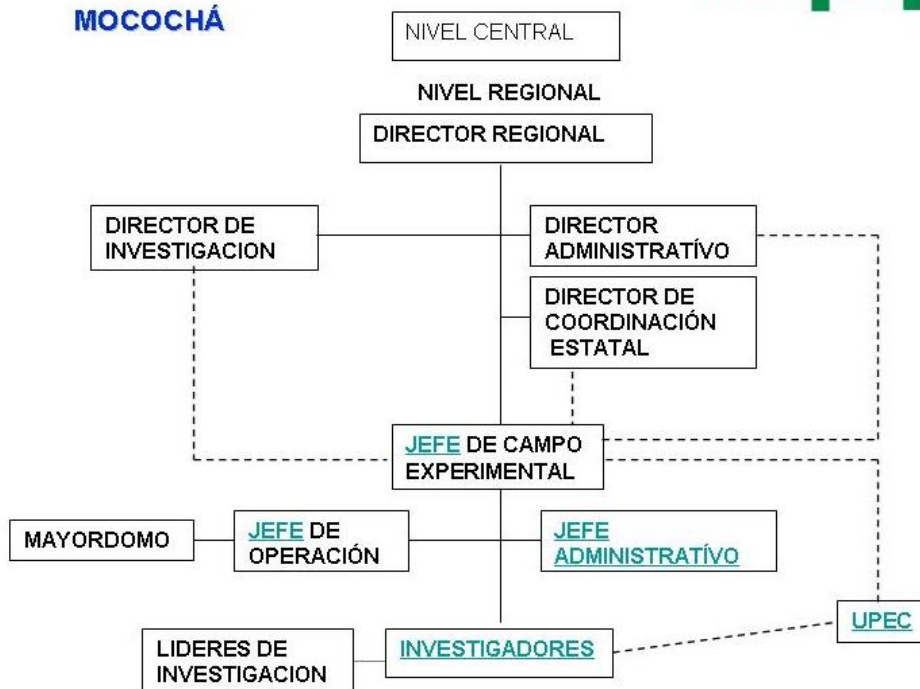 MOCOCHÁ
NIVEL CENTRAL
NIVEL REGIONAL
DIRECTOR REGIONAL
DIRECTOR DE
INVESTIGACION
DIRECTOR
ADMINISTRATÍVO
DIRECTOR DE
COORDINACIÓN
ESTATAL
JEFE DE CAMPO
EXPERIMENTAL
MAYORDOMO
JEFE DE
OPERACIÓN
JEFE
ADMINISTRATÍVO
UPEC
LIDERES DE
INVESTIGACION
INVESTIGADORES